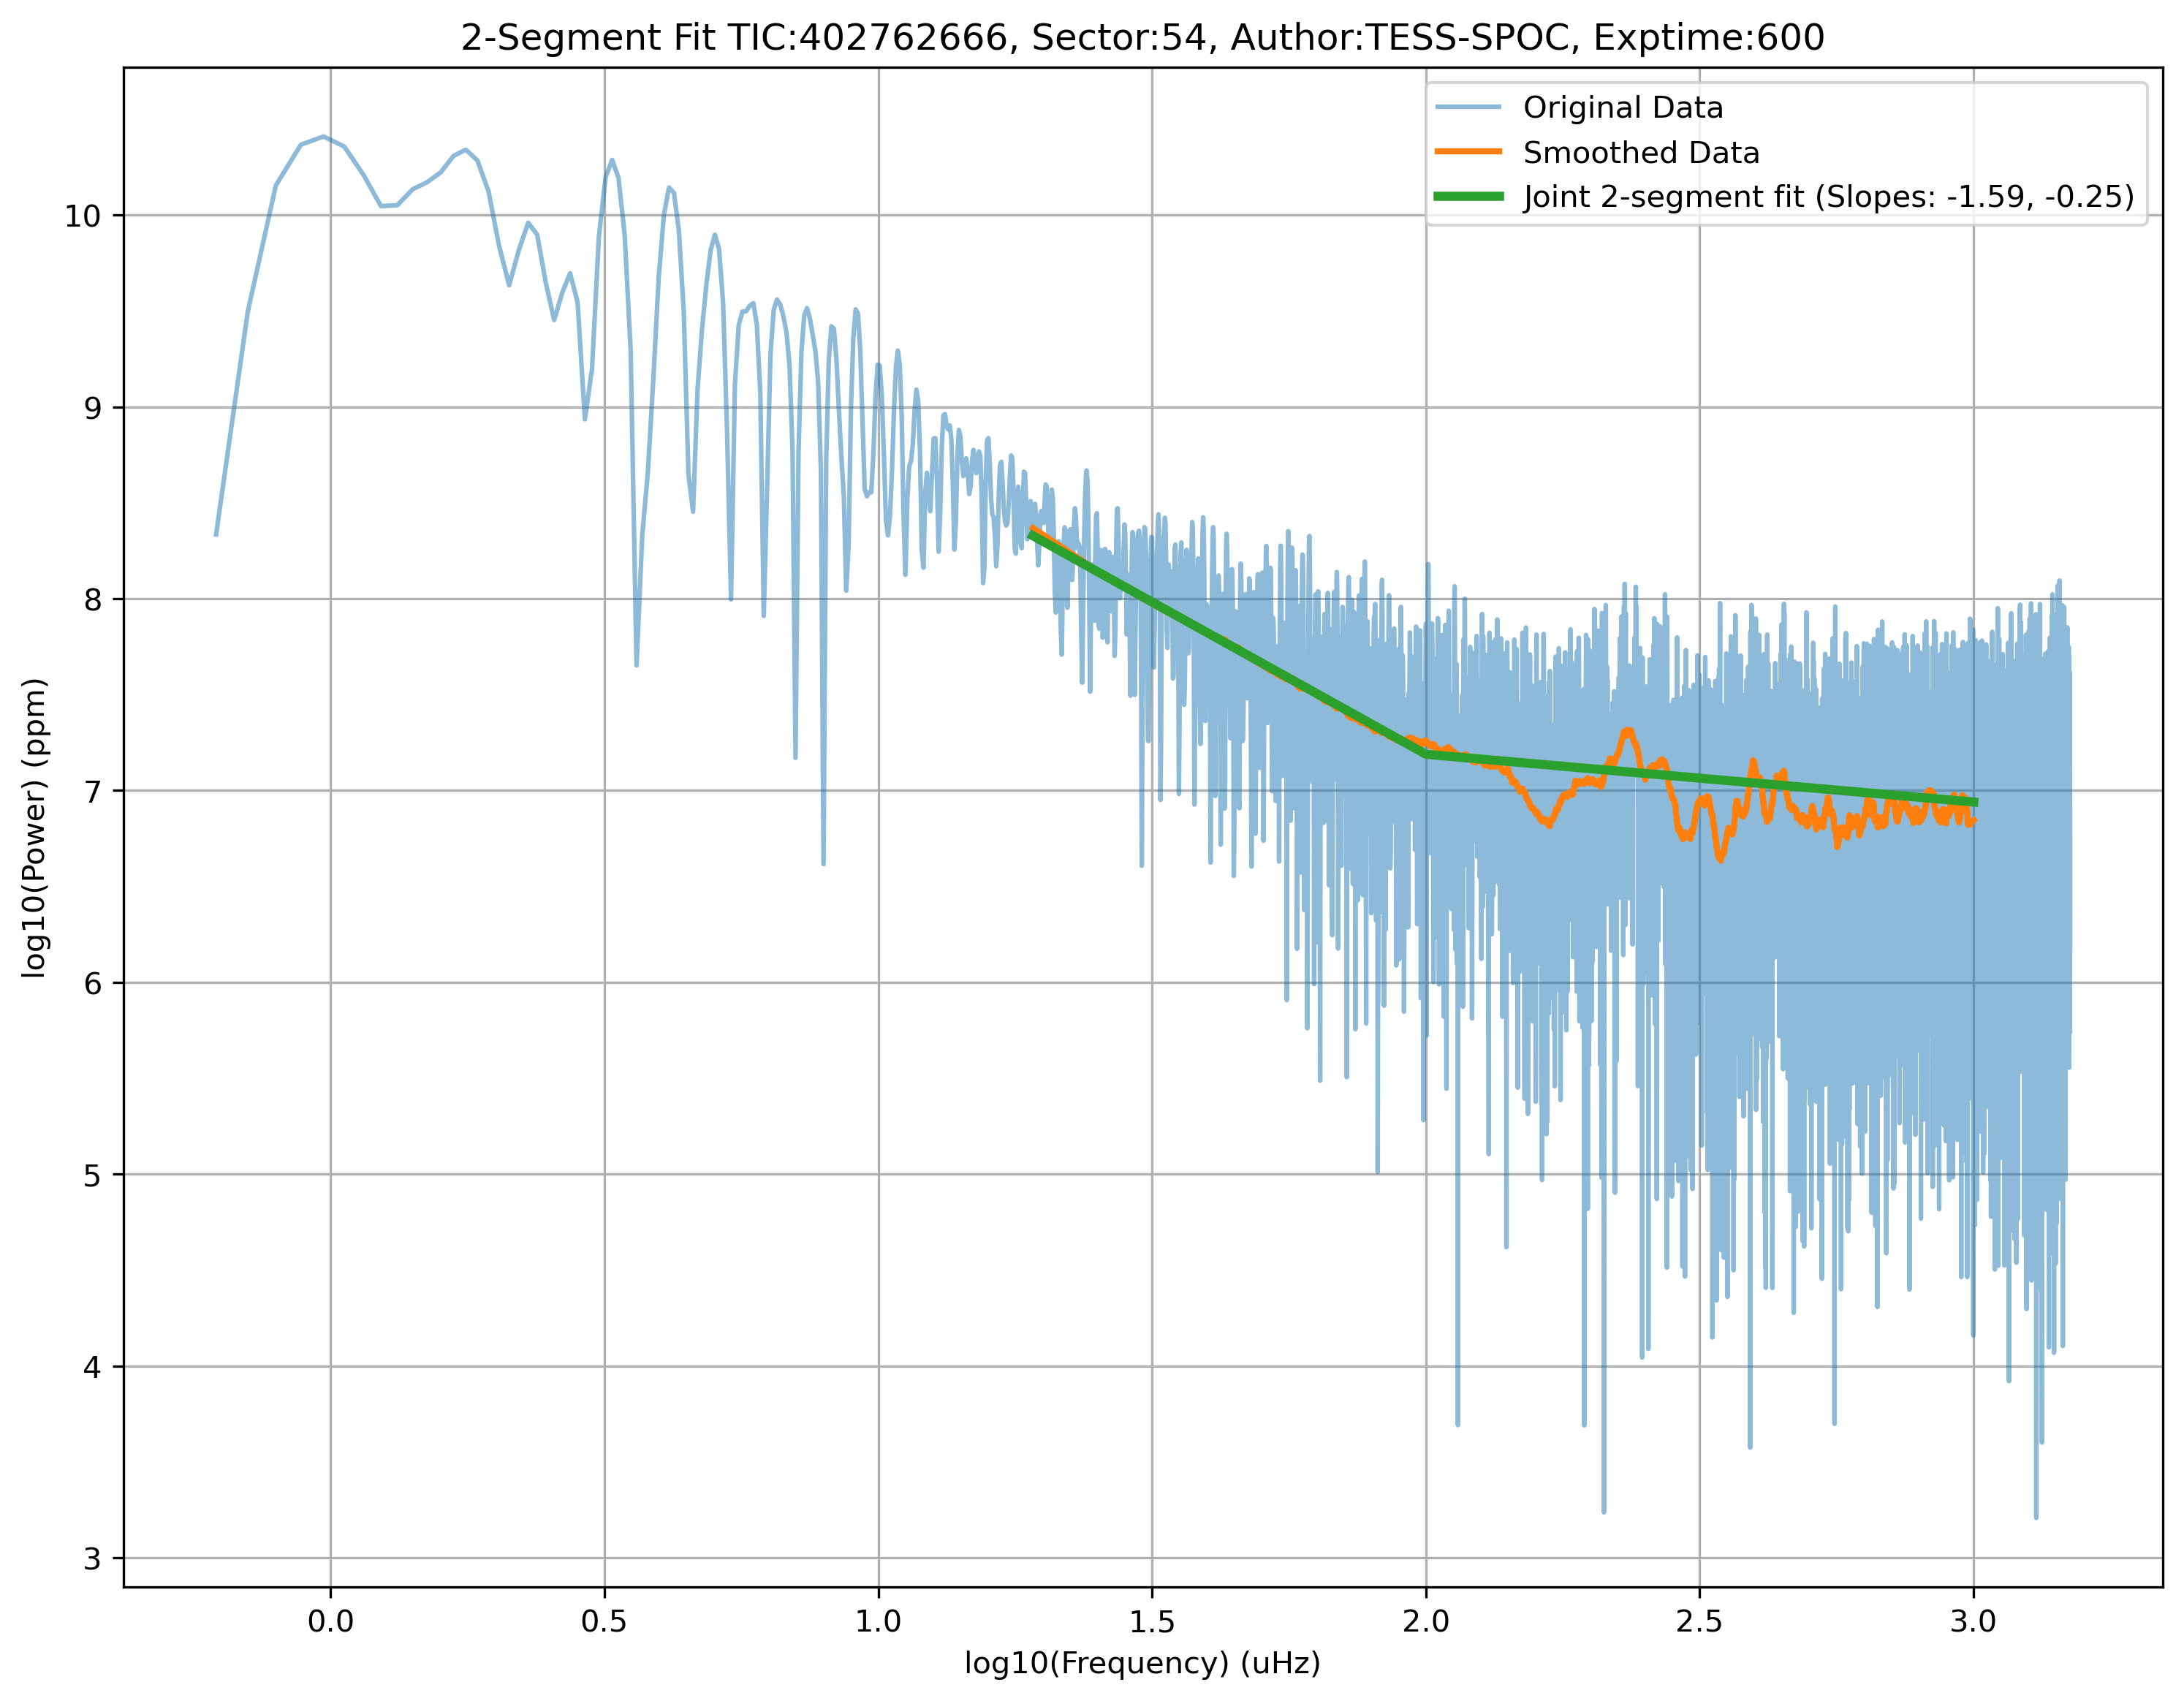 2-Segment Fit TIC:402762666, Sector:54, Author:TESS-SPOC, Exptime:600
Original Data
Smoothed Data
Joint 2-segment fit (Slopes: -1.59, -0.25)
log10(Power) (ppm)
10
9
8
7
6
5
4
3
0.0 0.5 1.0 1.5 2.0 2.5 3.0
log10(Frequency) (uHz)